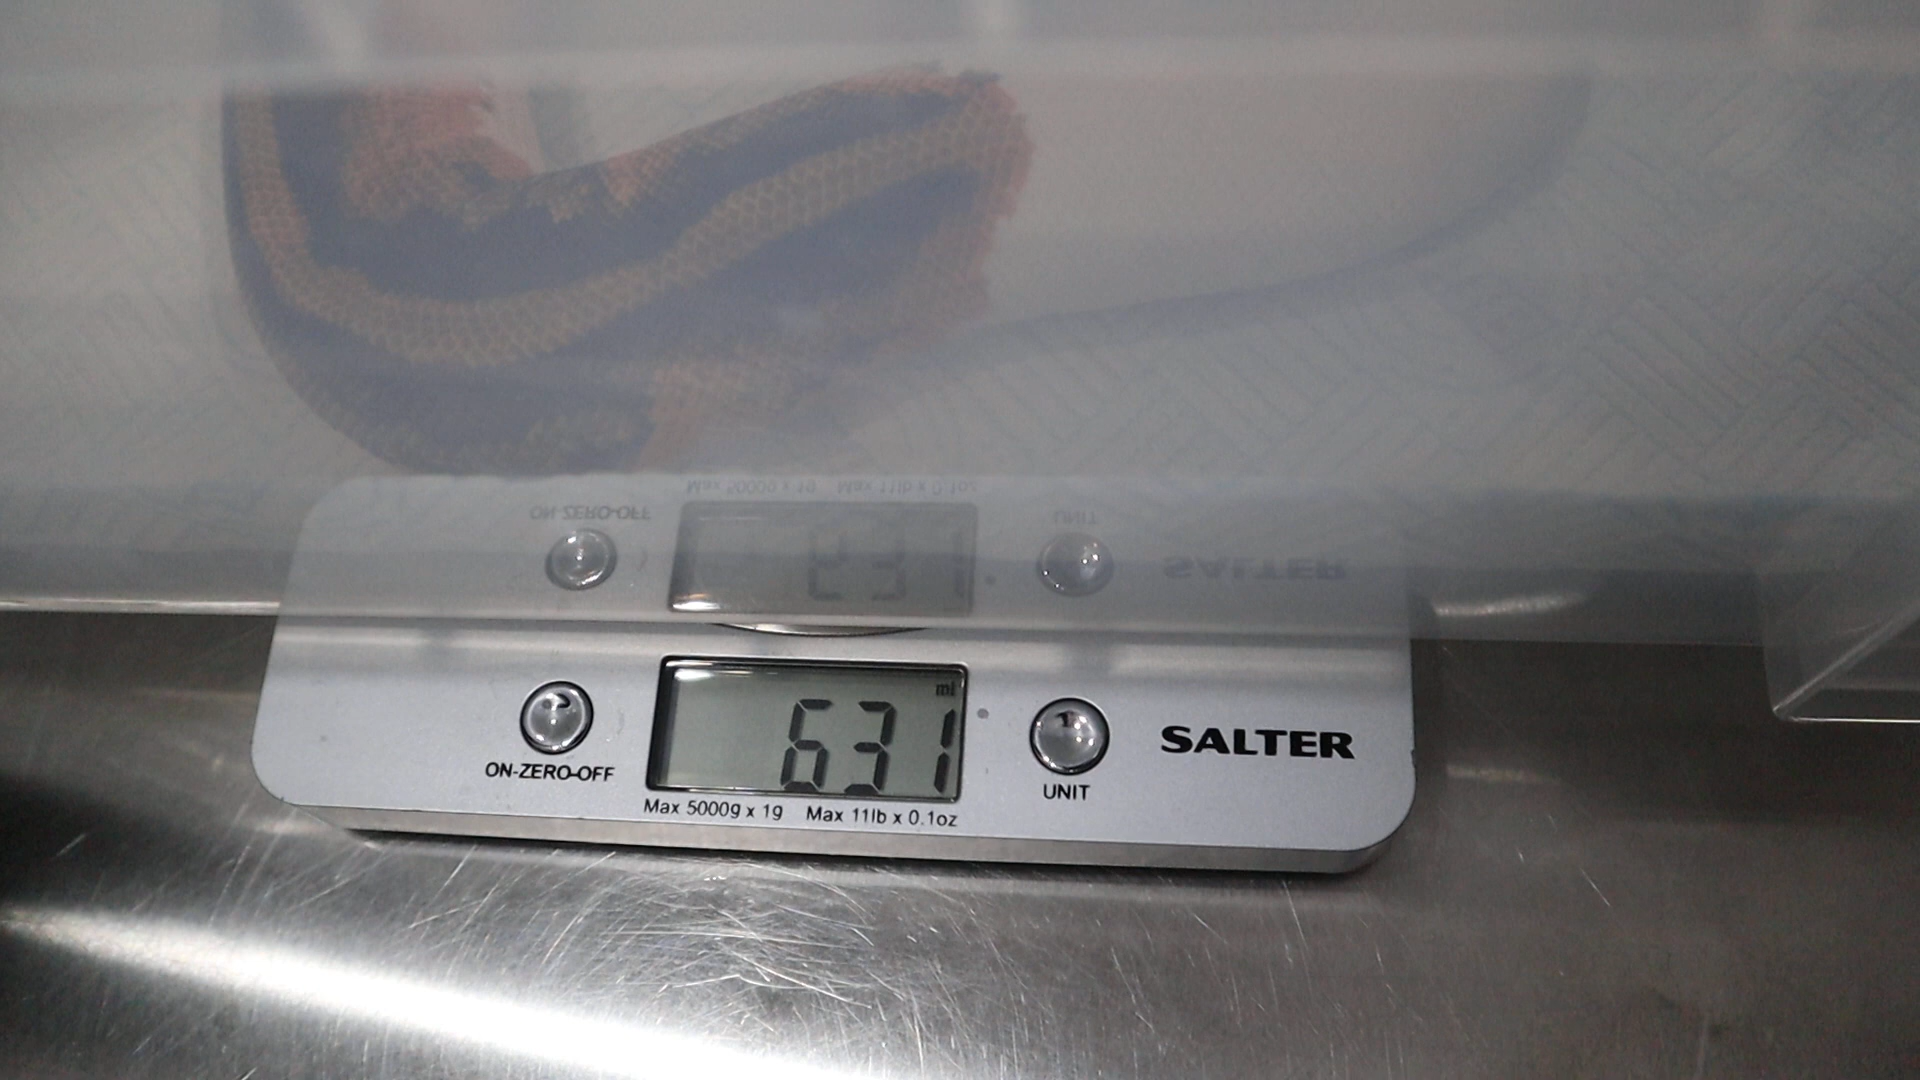 ml
631
ON-ZERO-OFF
UNIT
SALTER
Max 5000g x 1g Max 11lb x 0.1oz